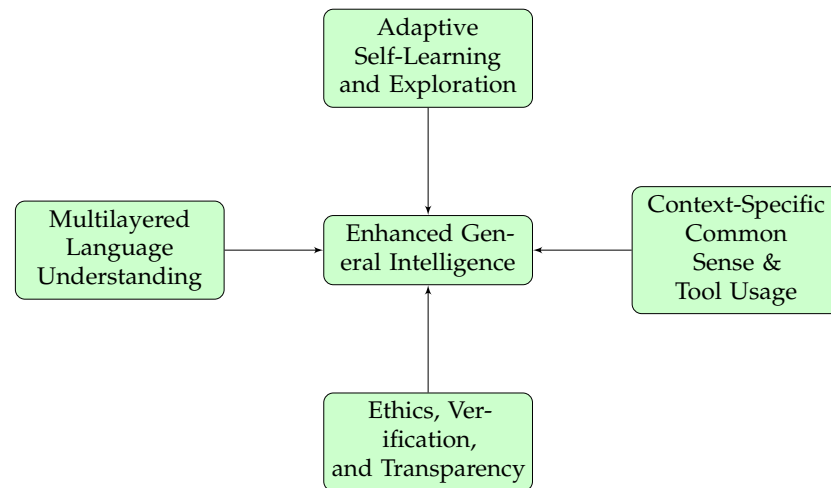 Adaptive
Self-Learning
and Exploration
Multilayered
Language
Understanding
Enhanced Gen-
eral Intelligence
Context-Specific
Common
Sense &
Tool Usage
Ethics, Ver-
ification,
and Transparency